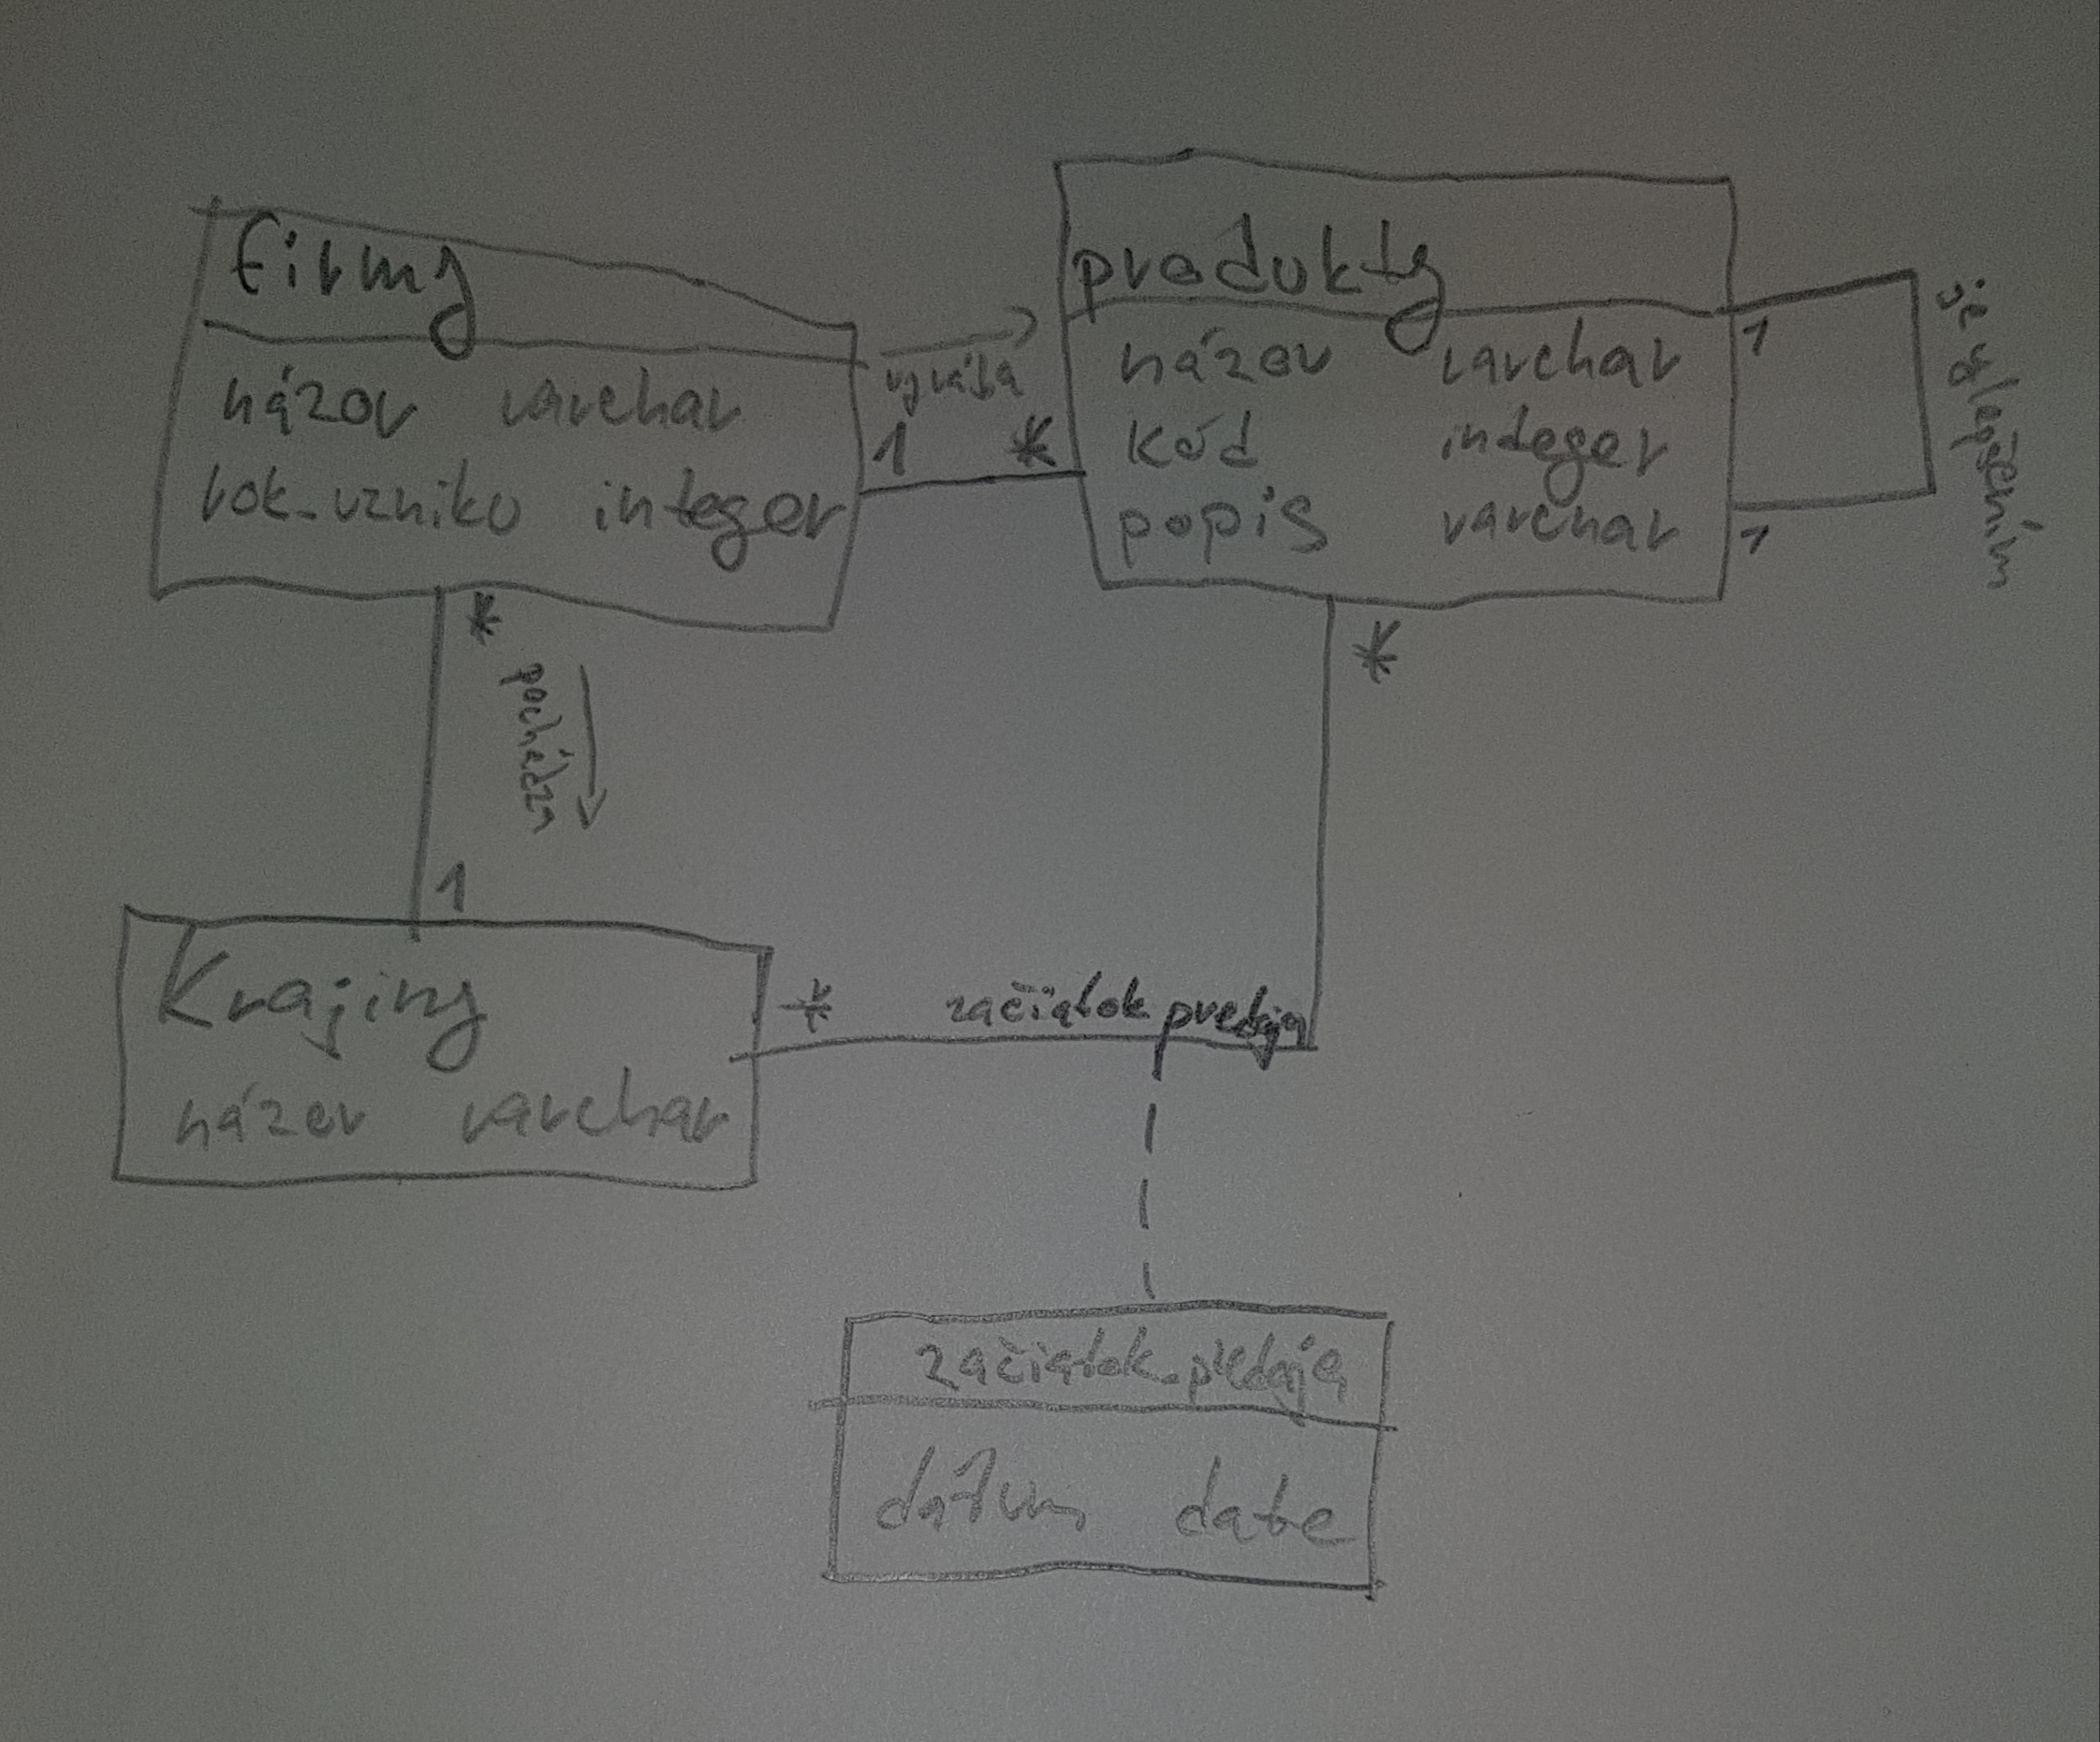 firmy
názov varchar
rok_vzniku integer
vyrába
1 *
produkty
názov varchar
kód integer
popis varchar
1
1
je vylepšením
*
pochádza
1
*
Krajiny
názov varchar
*
začiatok predaja
začiatok_predaja
dátum date